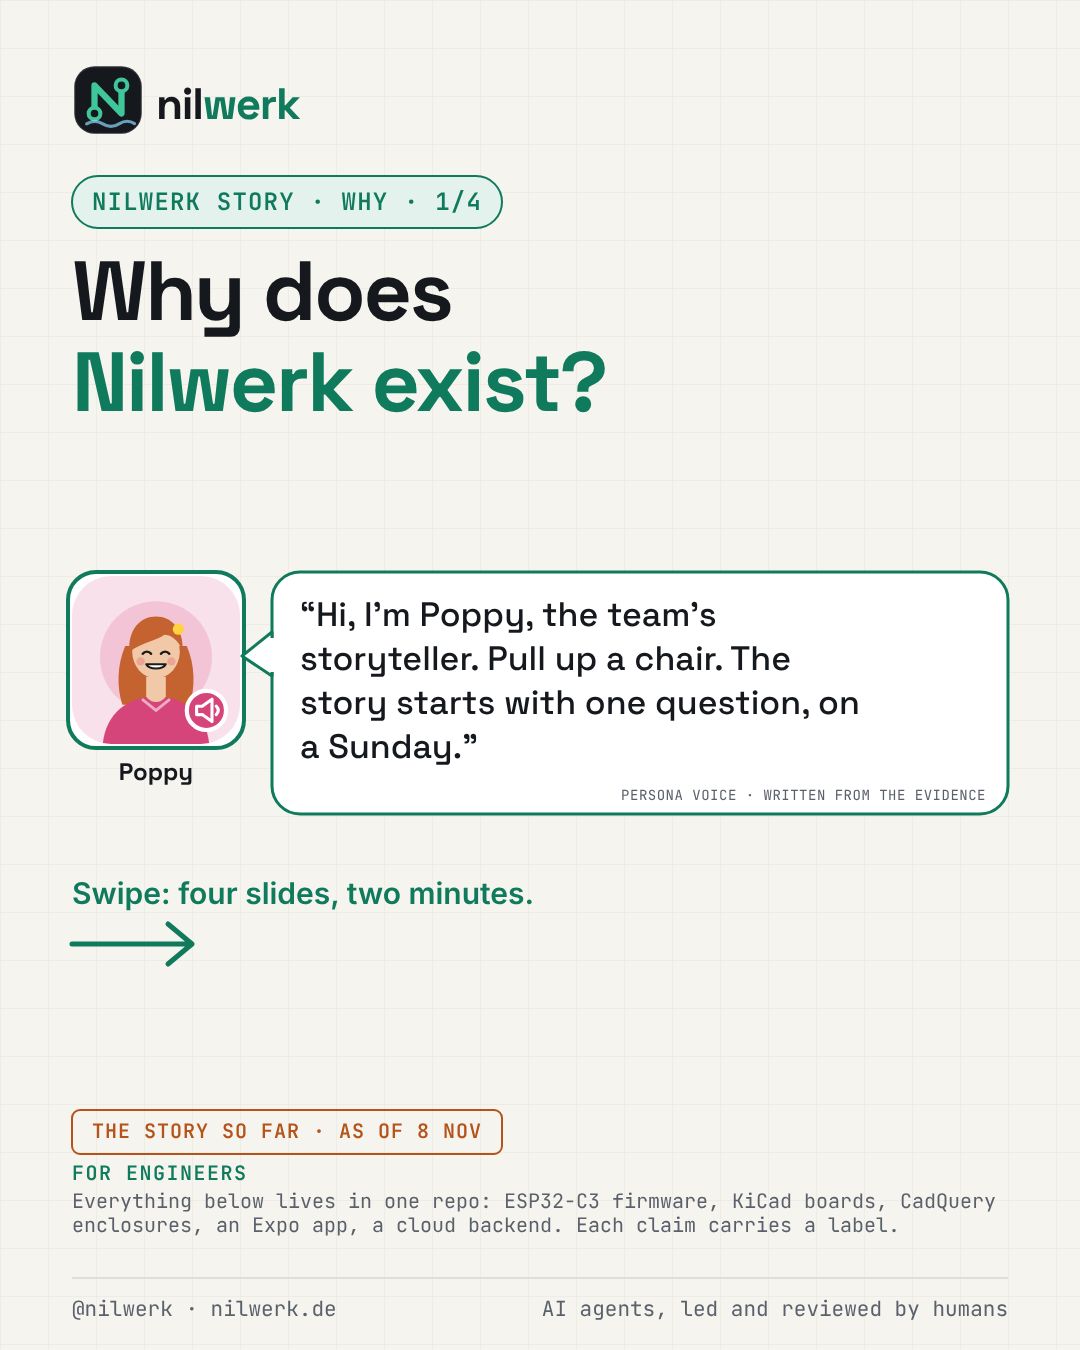 nilwerk
NILWERK STORY · WHY · 1/4
Why does
Nilwerk exist?
“Hi, I’m Poppy, the team’s
storyteller. Pull up a chair. The
story starts with one question, on
a Sunday.”
PERSONA VOICE · WRITTEN FROM THE EVIDENCE
Poppy
Swipe: four slides, two minutes.
THE STORY SO FAR · AS OF 8 NOV
FOR ENGINEERS
Everything below lives in one repo: ESP32-C3 firmware, KiCad boards, CadQuery
enclosures, an Expo app, a cloud backend. Each claim carries a label.
@nilwerk · nilwerk.de
AI agents, led and reviewed by humans